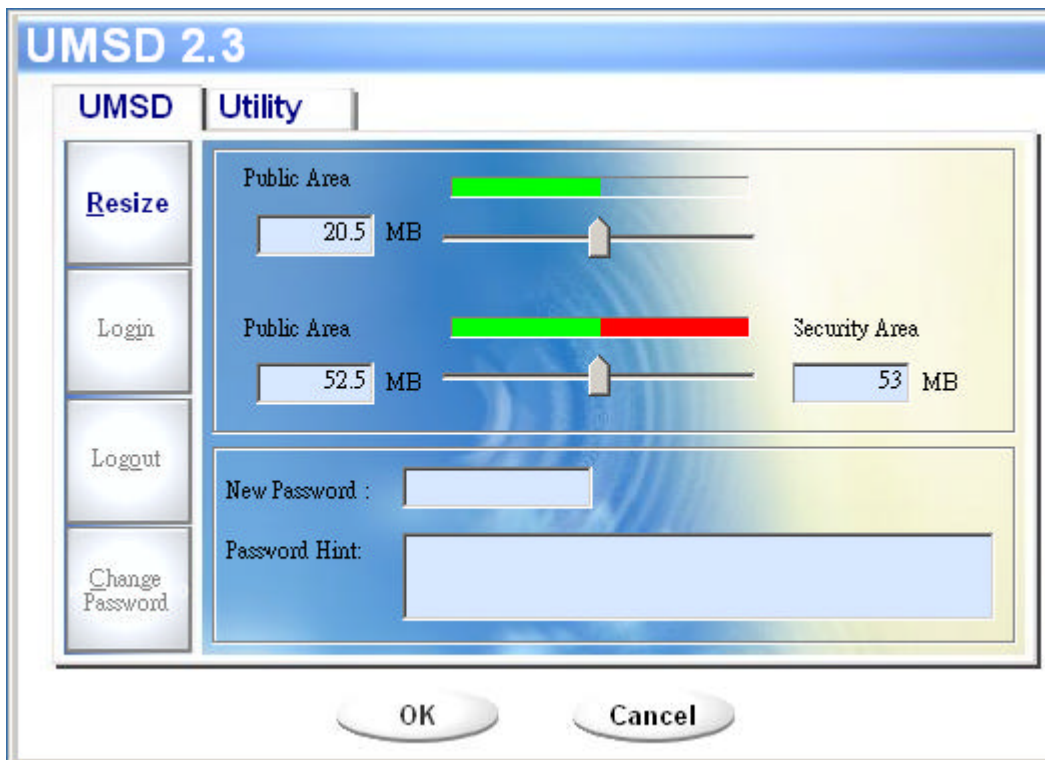 UMSD 2.3
UMSD Utility
Resize
Login
Logout
Change
Password
Public Area
20.5 MB
Public Area Security Area
52.5 MB 53 MB
New Password :
Password Hint:
OK Cancel